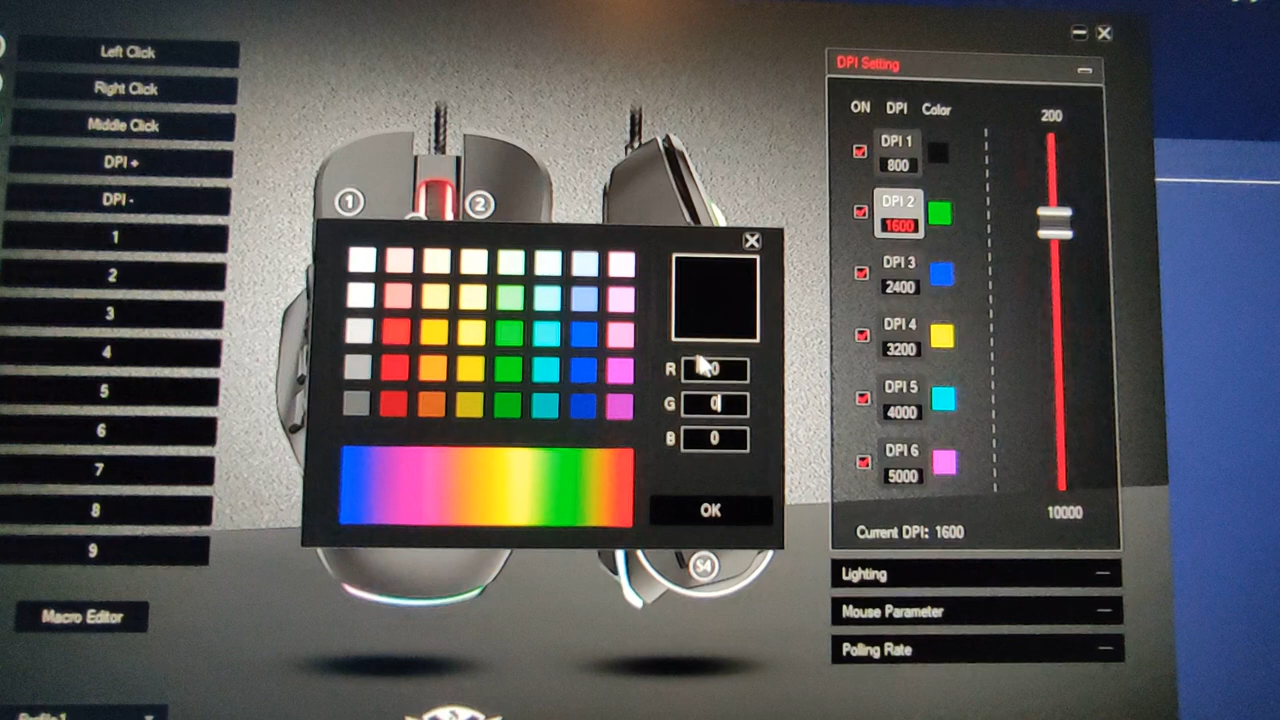 Left Click
Right Click
Middle Click
DPI +
DPI -
1
2
3
4
5
6
7
8
9
Macro Editor
1
2
R 0
G 0
B 0
OK
S4
DPI Setting
ON DPI Color
200
DPI 1
800
DPI 2
1600
DPI 3
2400
DPI 4
3200
DPI 5
4000
DPI 6
5000
10000
Current DPI: 1600
Lighting
Mouse Parameter
Polling Rate